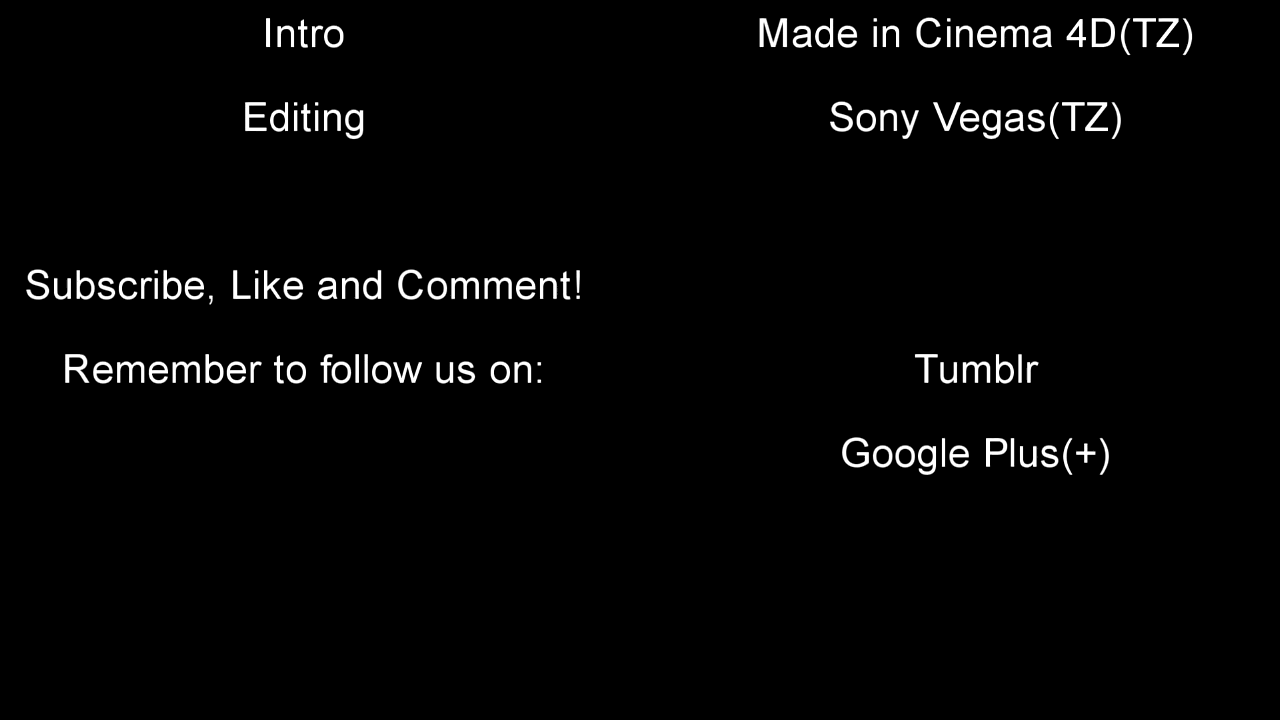 Intro Made in Cinema 4D(TZ)
Editing Sony Vegas(TZ)
Subscribe, Like and Comment!
Remember to follow us on: Tumblr
Google Plus(+)